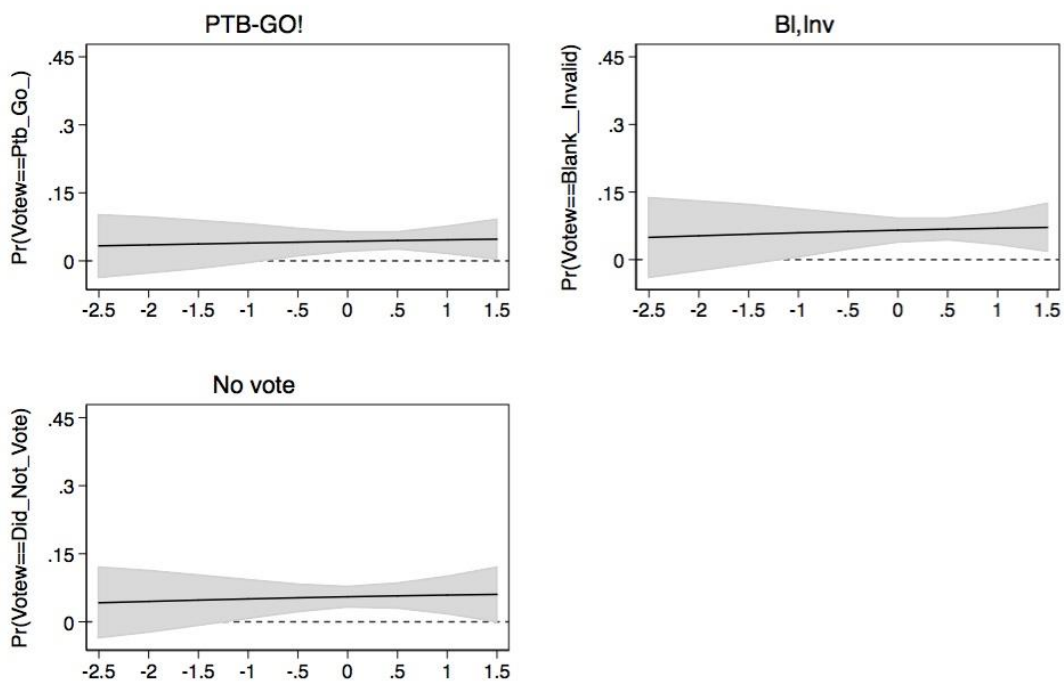 PTB-GO!
Pr(Votew==Ptb_Go_)
.45
.3
.15
0
-2.5 -2 -1.5 -1 -.5 0 .5 1 1.5
Bl,Inv
Pr(Votew==Blank__Invalid)
.45
.3
.15
0
-2.5 -2 -1.5 -1 -.5 0 .5 1 1.5
No vote
Pr(Votew==Did_Not_Vote)
.45
.3
.15
0
-2.5 -2 -1.5 -1 -.5 0 .5 1 1.5